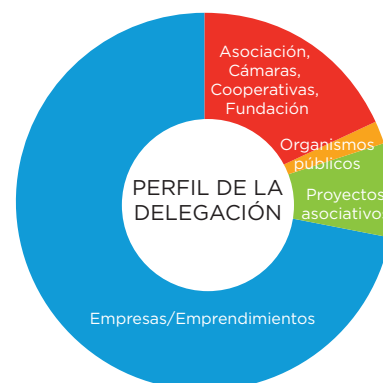 Asociación,
Cámaras,
Cooperativas,
Fundación
Organismos
públicos
PERFIL DE LA
DELEGACIÓN
Proyectos
asociativo
Empresas/Emprendimientos